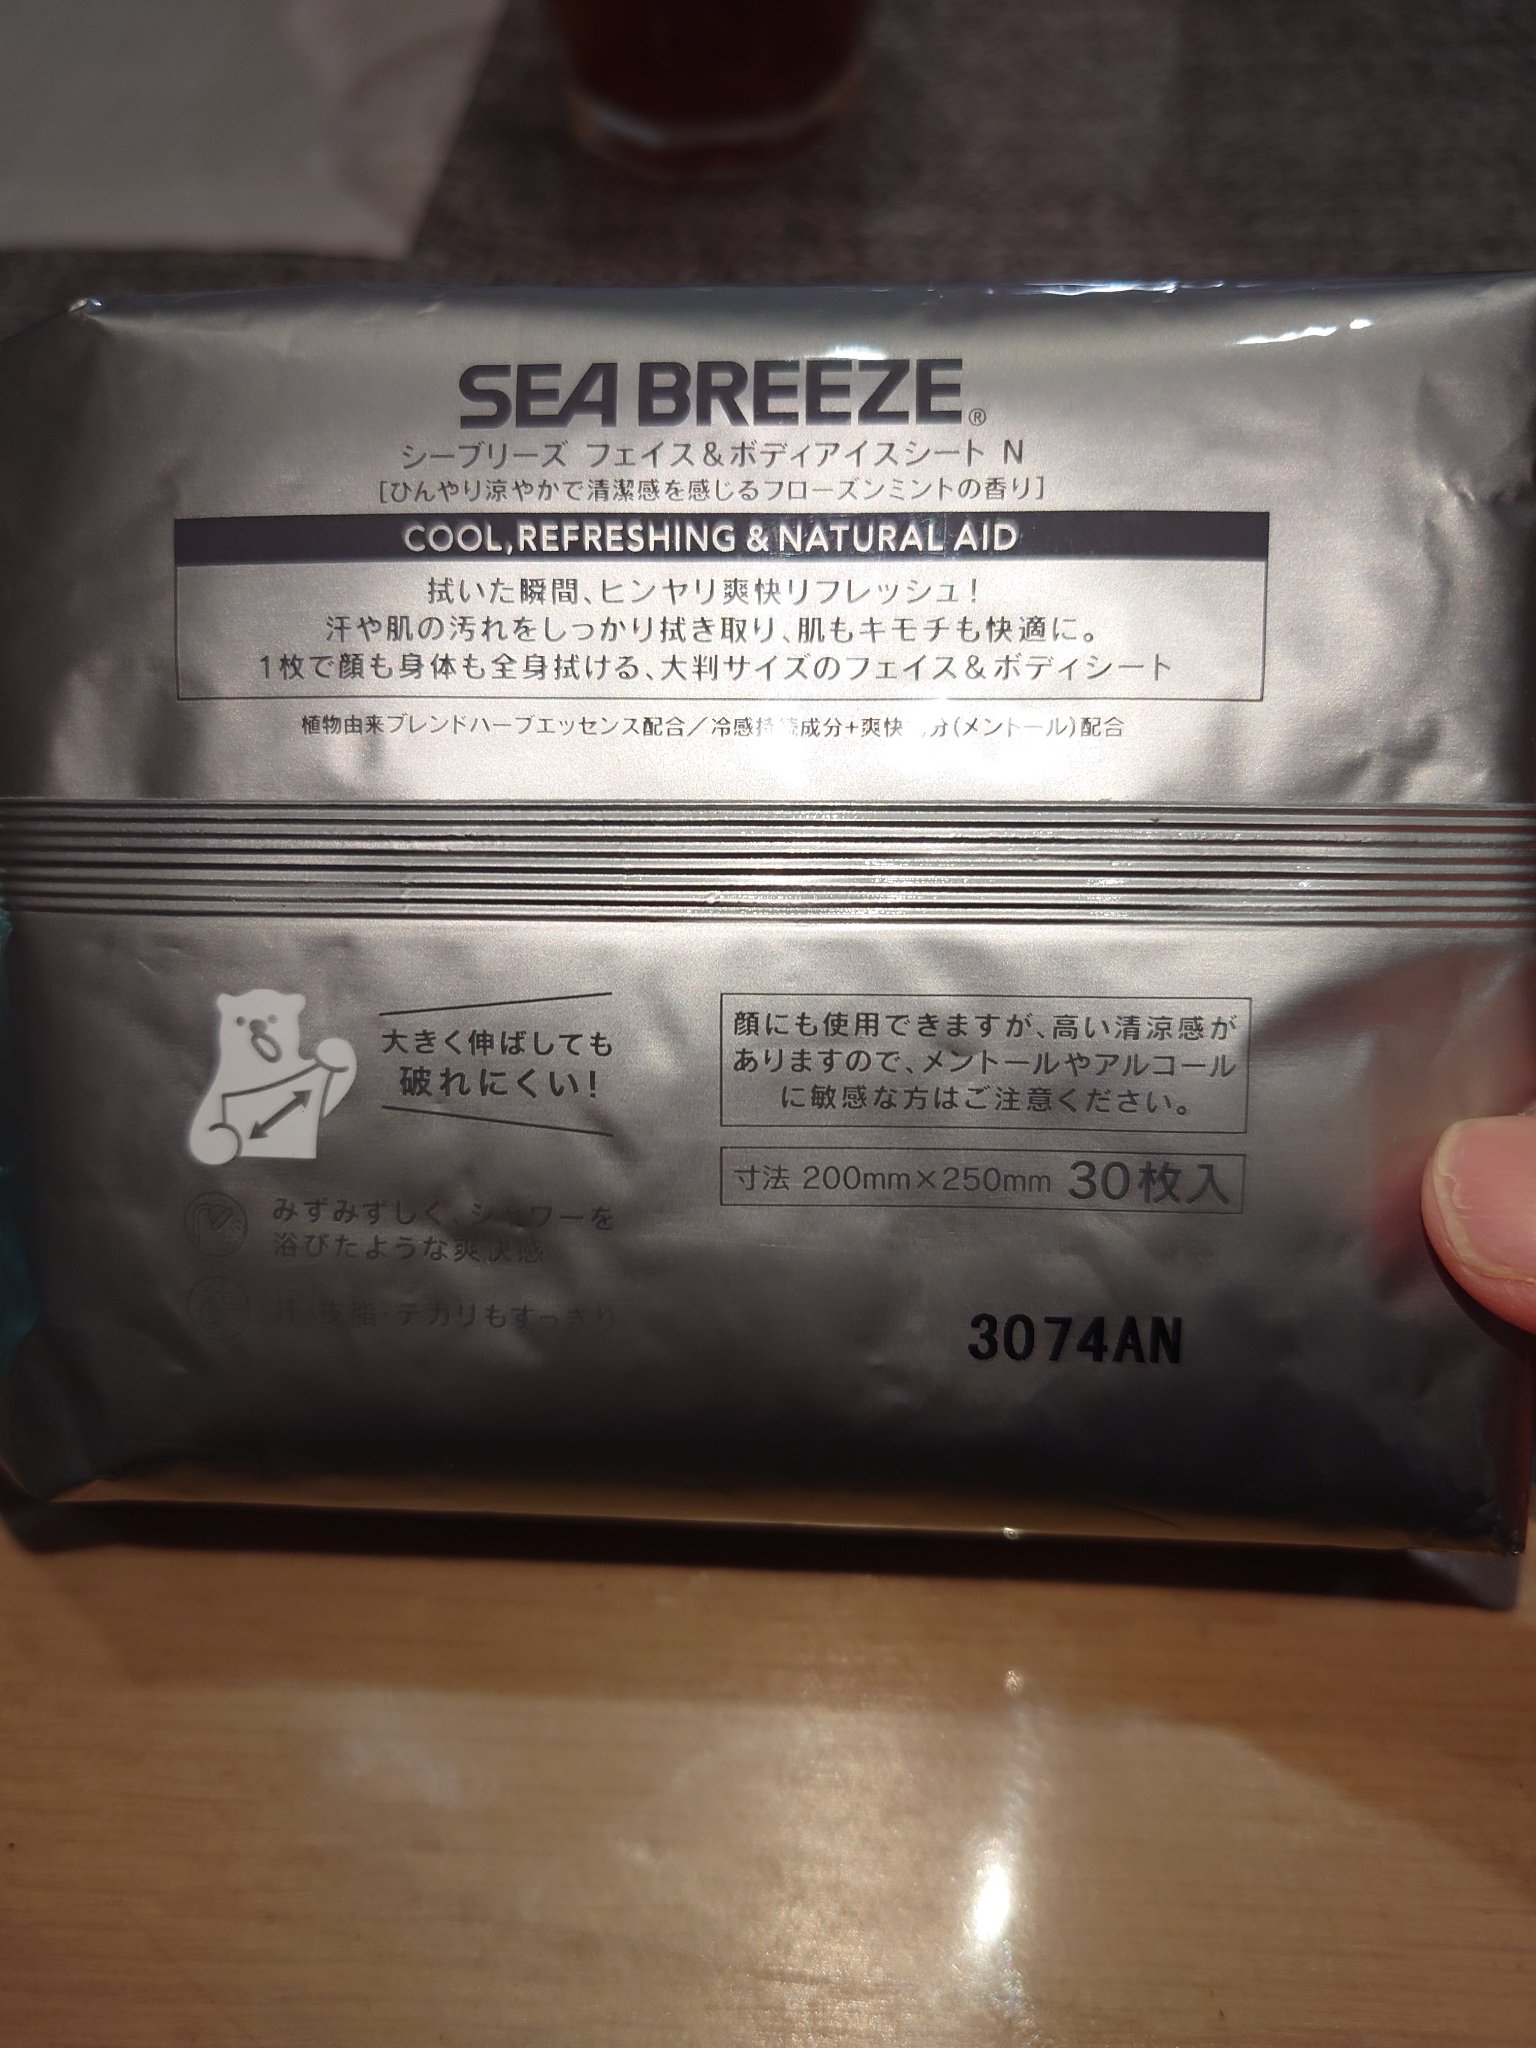 SEA BREEZE®
シーブリーズ フェイス&ボディアイスシート N
[ひんやり涼やかで清潔感を感じるフローズンミントの香り]
COOL,REFRESHING & NATURAL AID
拭いた瞬間、ヒンヤリ爽快リフレッシュ!
汗や肌の汚れをしっかり拭き取り、肌もキモチも快適に。
1枚で顔も身体も全身拭ける、大判サイズのフェイス&ボディシート
植物由来ブレンドハーブエッセンス配合/冷感持続成分+爽快成分(メントール)配合
大きく伸ばしても
破れにくい!
みずみずしく、シャワーを
浴びたような爽快感
汗・皮脂・テカリもすっきり
顔にも使用できますが、高い清涼感が
ありますので、メントールやアルコール
に敏感な方はご注意ください。
寸法 200mm×250mm 30枚入
3074AN